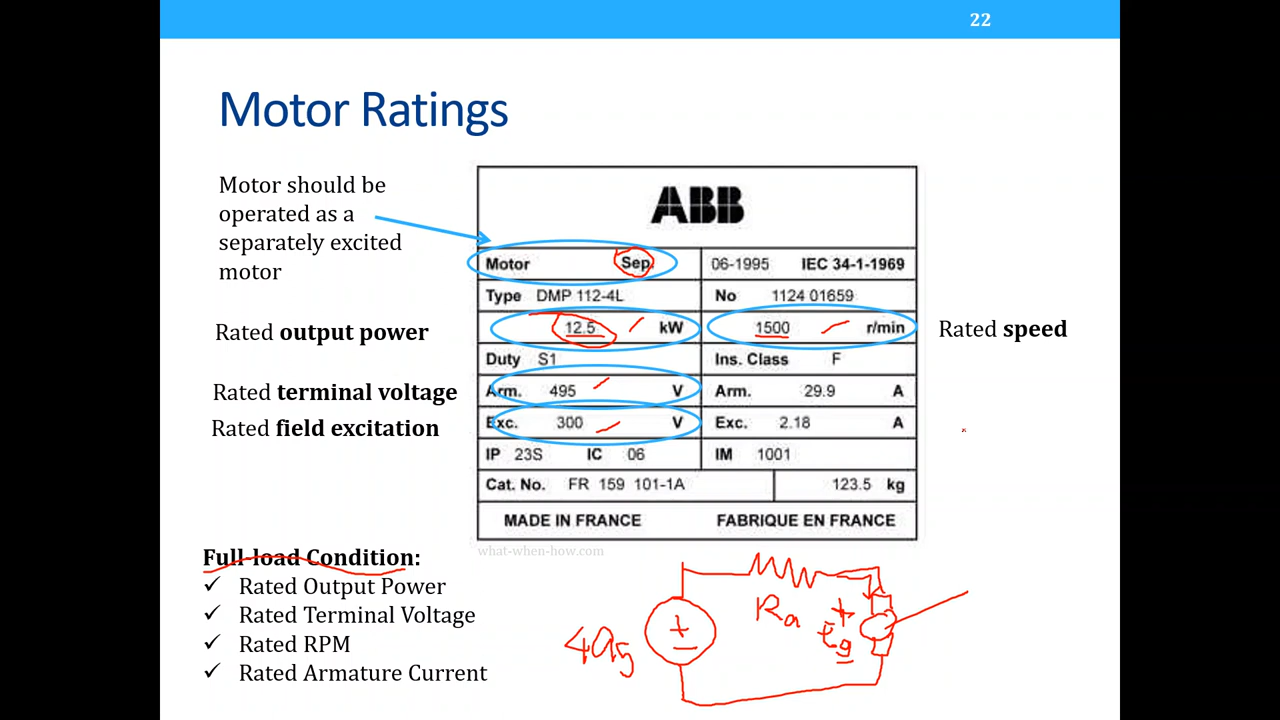 22
Motor Ratings
Motor should be
operated as a
separately excited
motor
Rated output power
Rated terminal voltage
Rated field excitation
ABB
Motor Sep. 06-1995 IEC 34-1-1969
Type DMP 112-4L No 1124 01659
12.5 kW 1500 r/min
Duty S1 Ins. Class F
Arm. 495 V Arm. 29.9 A
Exc. 300 V Exc. 2.18 A
IP 23S IC 06 IM 1001
Cat. No. FR 159 101-1A 123.5 kg
MADE IN FRANCE FABRIQUE EN FRANCE
Rated speed
what-when-how.com
Full-load Condition:
✓ Rated Output Power
✓ Rated Terminal Voltage
✓ Rated RPM
✓ Rated Armature Current
495
+
-
Ra
+
Eg
-